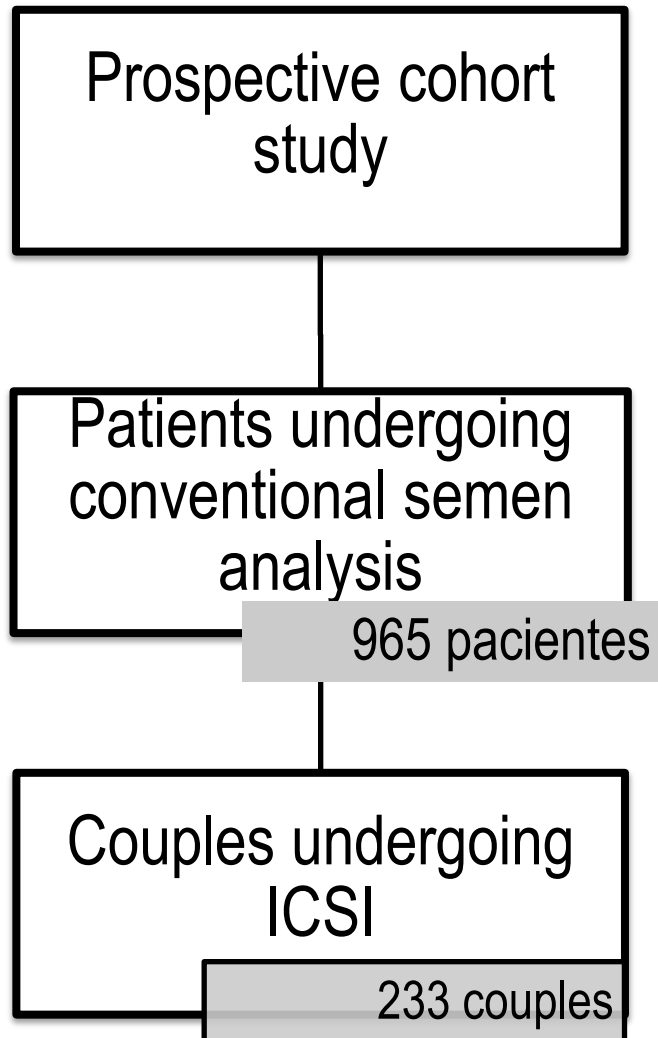 Prospective cohort
study
Patients undergoing
conventional semen
analysis
965 pacientes
Couples undergoing
ICSI
233 couples